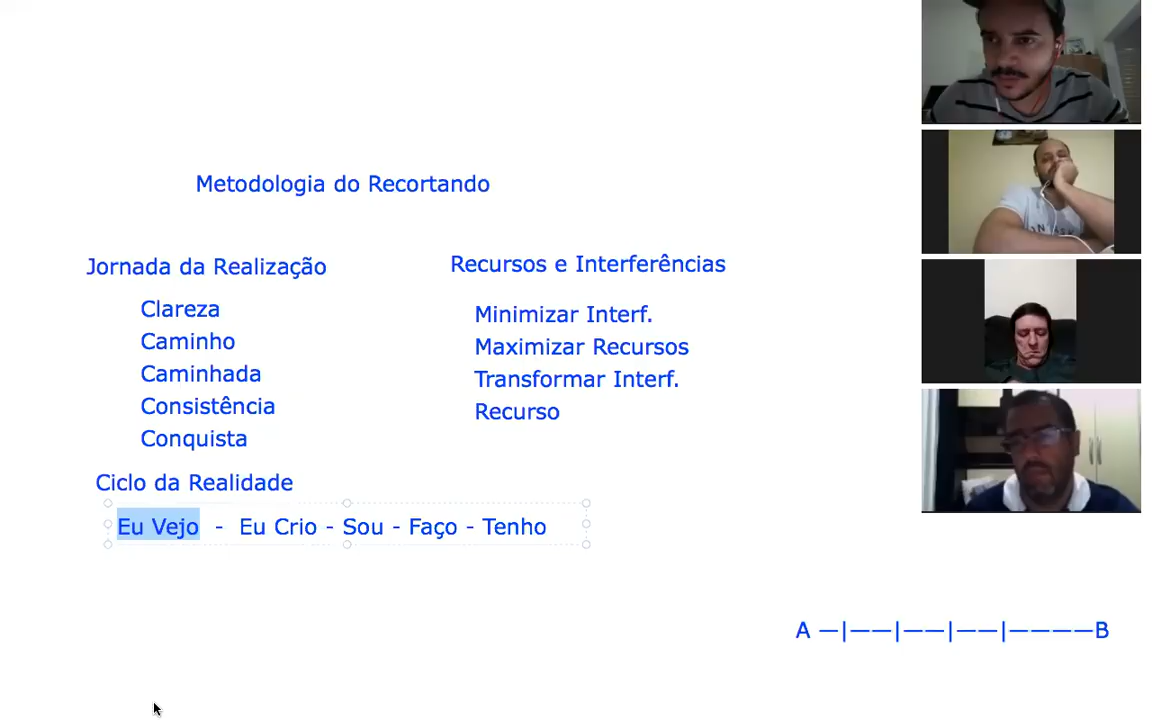 Metodologia do Recortando
Jornada da Realização
Clareza
Caminho
Caminhada
Consistência
Conquista
Recursos e Interferências
Minimizar Interf.
Maximizar Recursos
Transformar Interf.
Recurso
Ciclo da Realidade
Eu Vejo - Eu Crio - Sou - Faço - Tenho
A —|——|——|——|————B